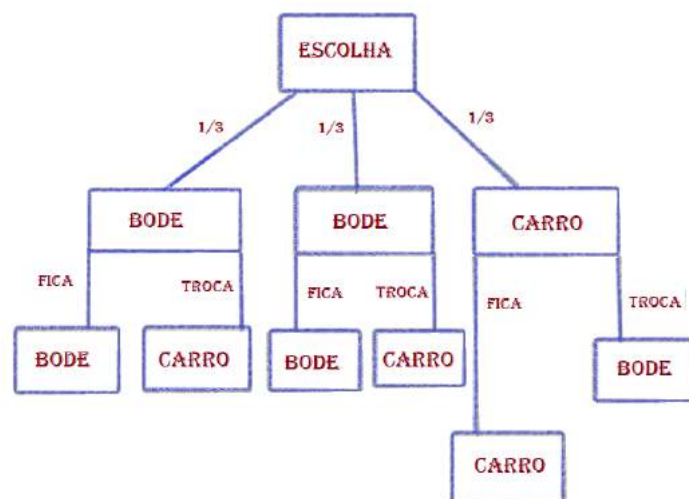 ESCOLHA
1/3
1/3
1/3
BODE
BODE
CARRO
FICA
TROCA
FICA
TROCA
FICA
TROCA
BODE
CARRO
BODE
CARRO
BODE
CARRO